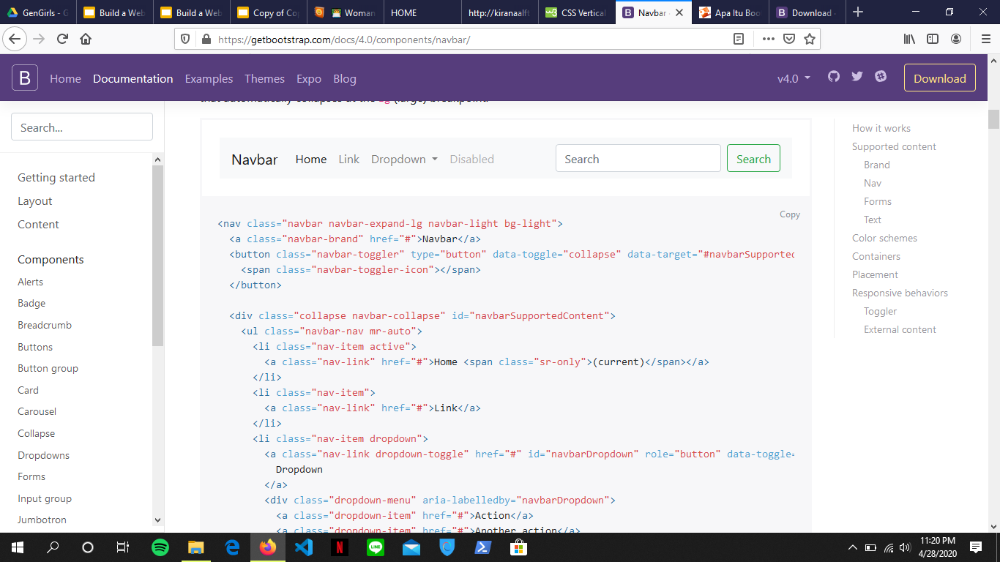 GenGirls - G
Build a Web
Build a Web
Copy of Cop
Woman
HOME
http://kiranaalft
CSS Vertical
Navbar ·
Apa Itu Boo
Download ·
https://getbootstrap.com/docs/4.0/components/navbar/
B Home Documentation Examples Themes Expo Blog v4.0 Download
that automatically collapses at the lg (large) breakpoint.
Search...
Getting started
Layout
Content
Components
Alerts
Badge
Breadcrumb
Buttons
Button group
Card
Carousel
Collapse
Dropdowns
Forms
Input group
Jumbotron
Navbar Home Link Dropdown Disabled Search Search
Copy
<nav class="navbar navbar-expand-lg navbar-light bg-light">
<a class="navbar-brand" href="#">Navbar</a>
<button class="navbar-toggler" type="button" data-toggle="collapse" data-target="#navbarSupported
<span class="navbar-toggler-icon"></span>
</button>
<div class="collapse navbar-collapse" id="navbarSupportedContent">
<ul class="navbar-nav mr-auto">
<li class="nav-item active">
<a class="nav-link" href="#">Home <span class="sr-only">(current)</span></a>
</li>
<li class="nav-item">
<a class="nav-link" href="#">Link</a>
</li>
<li class="nav-item dropdown">
<a class="nav-link dropdown-toggle" href="#" id="navbarDropdown" role="button" data-toggle=
Dropdown
</a>
<div class="dropdown-menu" aria-labelledby="navbarDropdown">
<a class="dropdown-item" href="#">Action</a>
<a class="dropdown-item" href="#">Another action</a>
How it works
Supported content
Brand
Nav
Forms
Text
Color schemes
Containers
Placement
Responsive behaviors
Toggler
External content
11:20 PM
4/28/2020